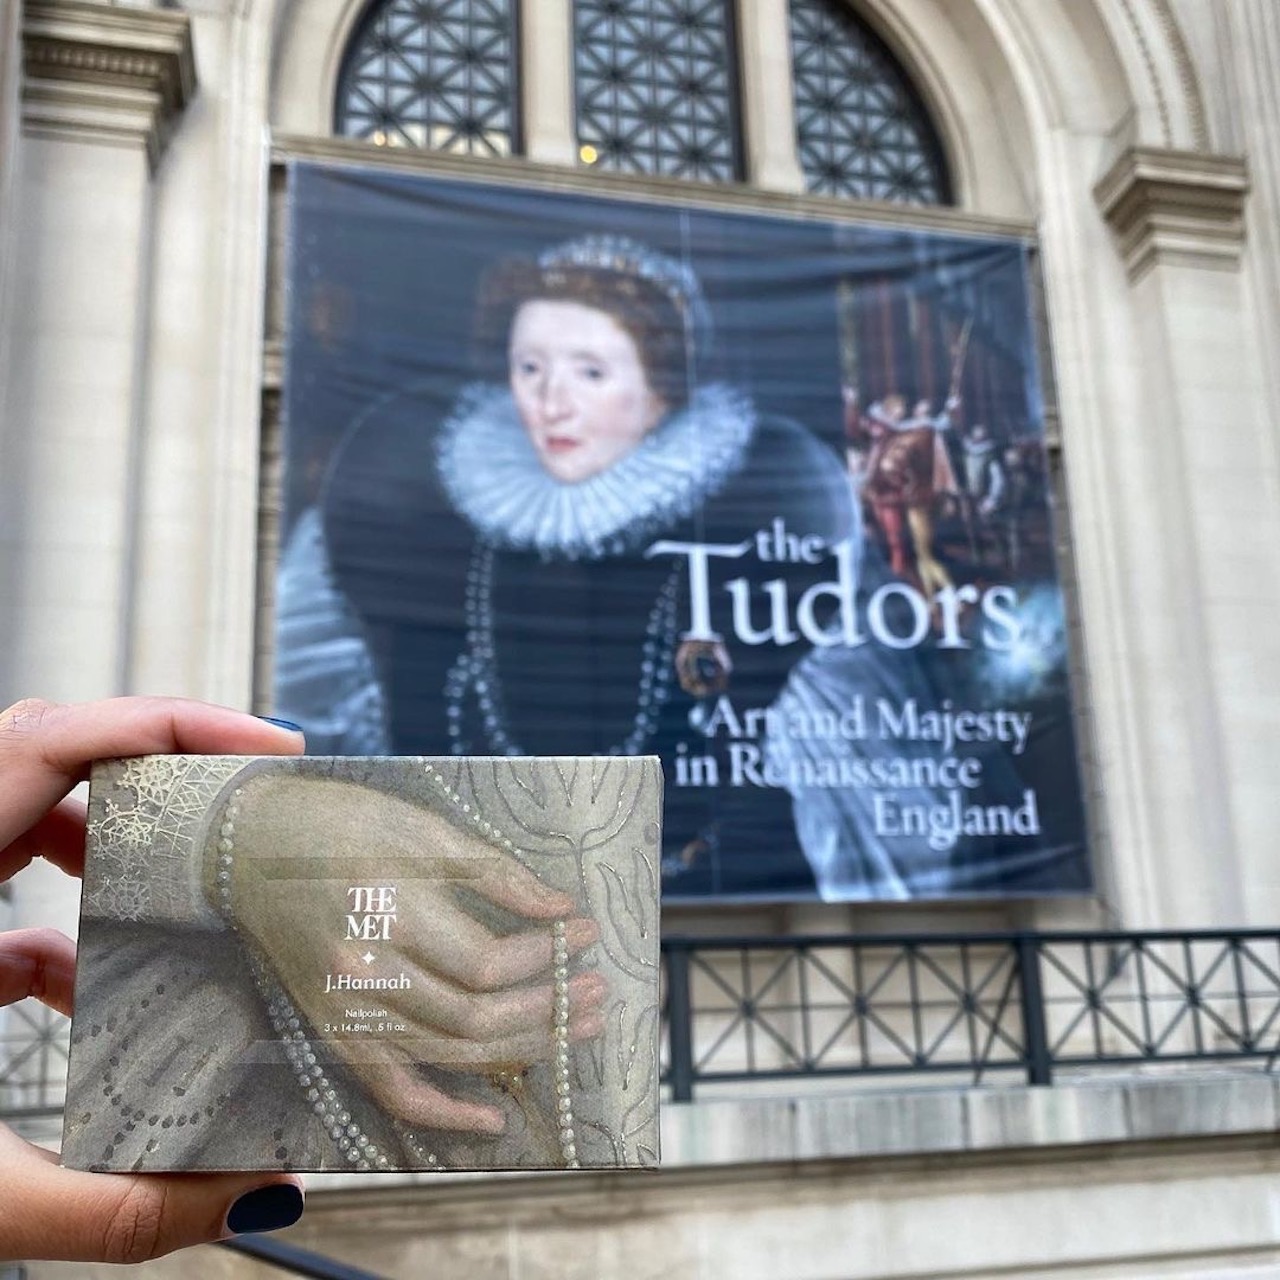 the
Tudors
Art and Majesty
in Renaissance
England
THE
MET
J.Hannah
Nailpolish
3 x 14.8ml, .5 fl oz